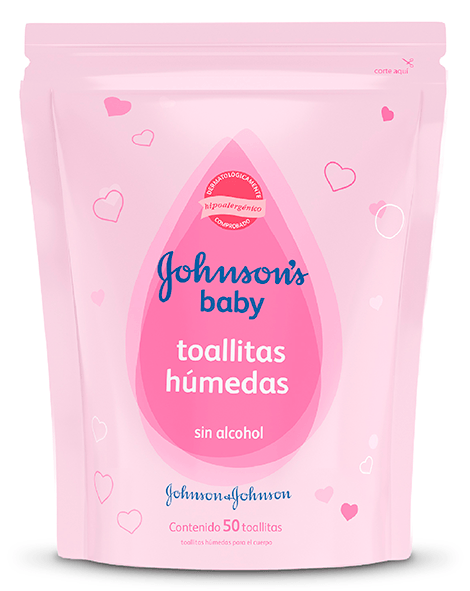 corte aquí
DERMATOLÓGICAMENTE
hipoalergénico
COMPROBADO
Johnson's
baby
toallitas
húmedas
sin alcohol
Johnson & Johnson
Contenido 50 toallitas
toallitas húmedas para el cuerpo